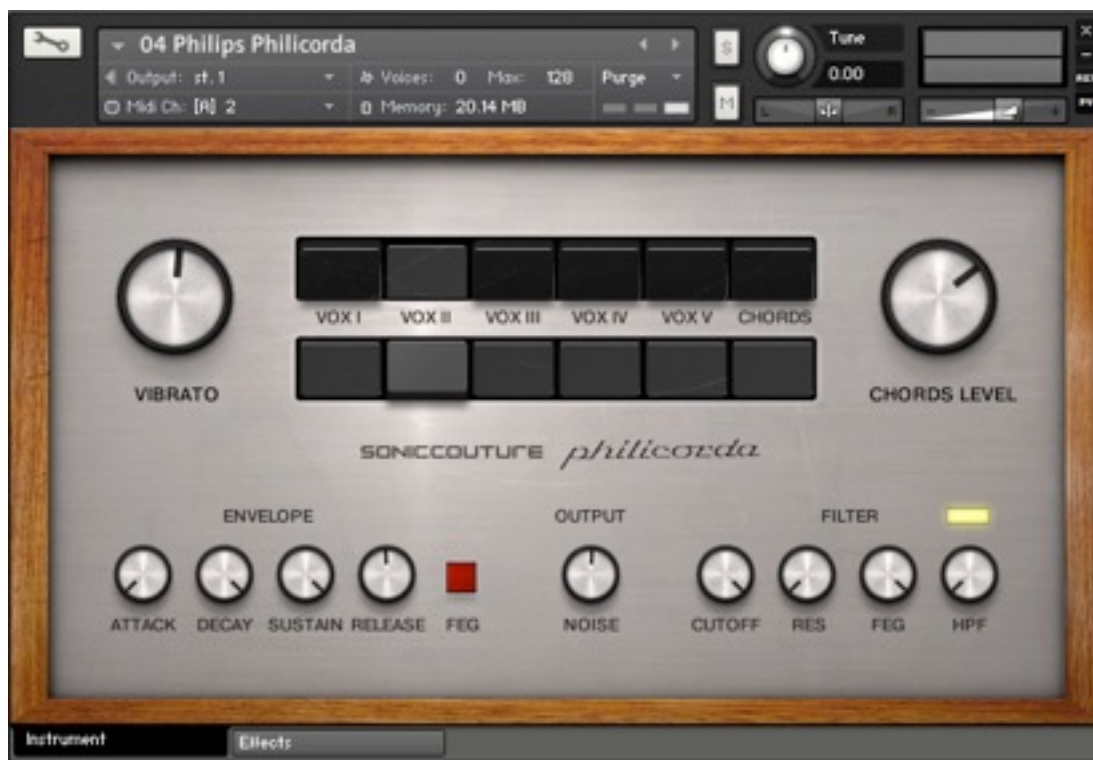 04 Philips Philicorda
S
Tune
Output: st.1
Voices: 0 Max: 128
Purge
0.00
Midi Ch: [A] 2
Memory: 20.14 MB
M
L
R
VOX I VOX II VOX III VOX IV VOX V CHORDS
VIBRATO
CHORDS LEVEL
SONICCOUTURE philicorda
ENVELOPE
OUTPUT
FILTER
ATTACK DECAY SUSTAIN RELEASE FEG
NOISE
CUTOFF RES FEG HPF
Instrument
Effects